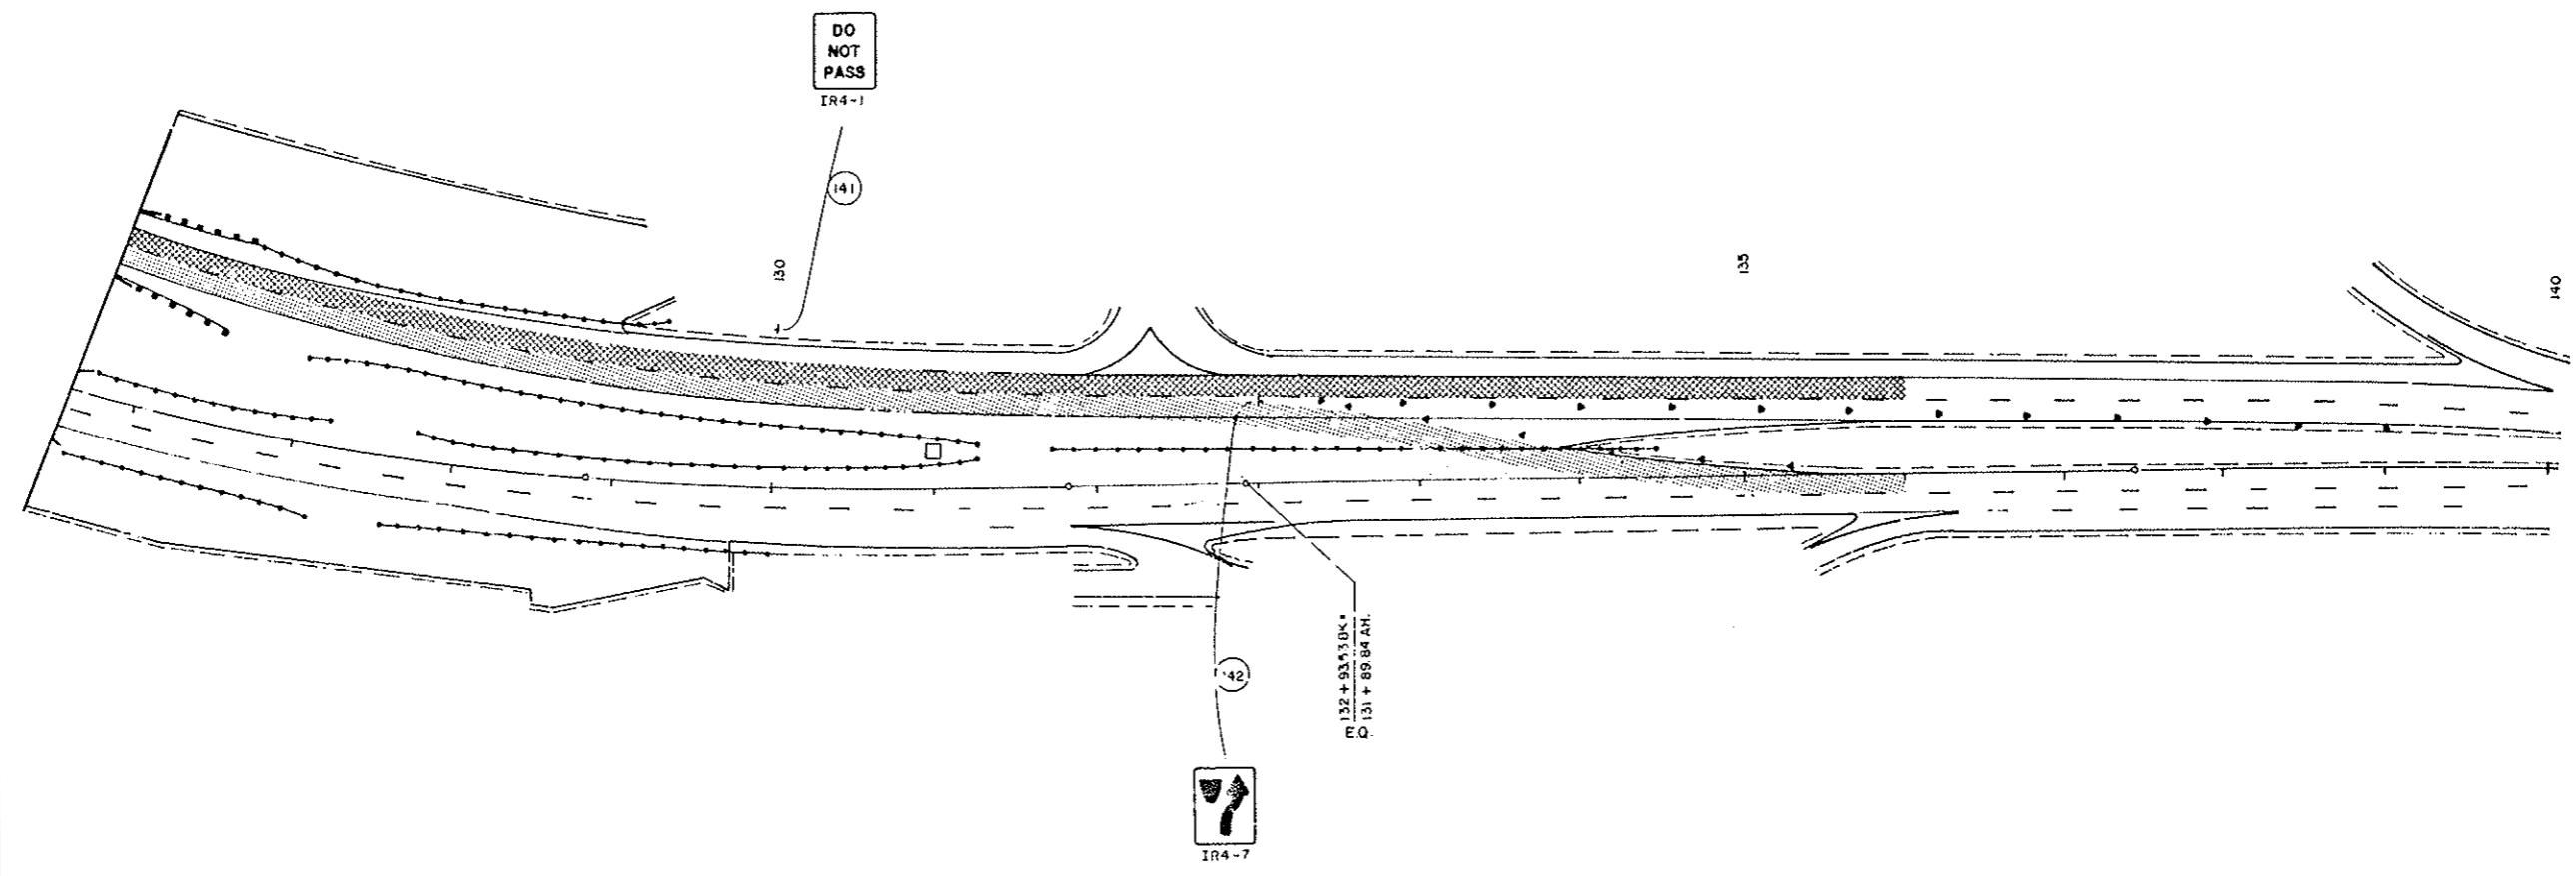 DO
NOT
PASS
IR4-1
141
130
135
140
142
132 + 93.53 BK =
131 + 89.84 AH.
E.Q.
IR4-7